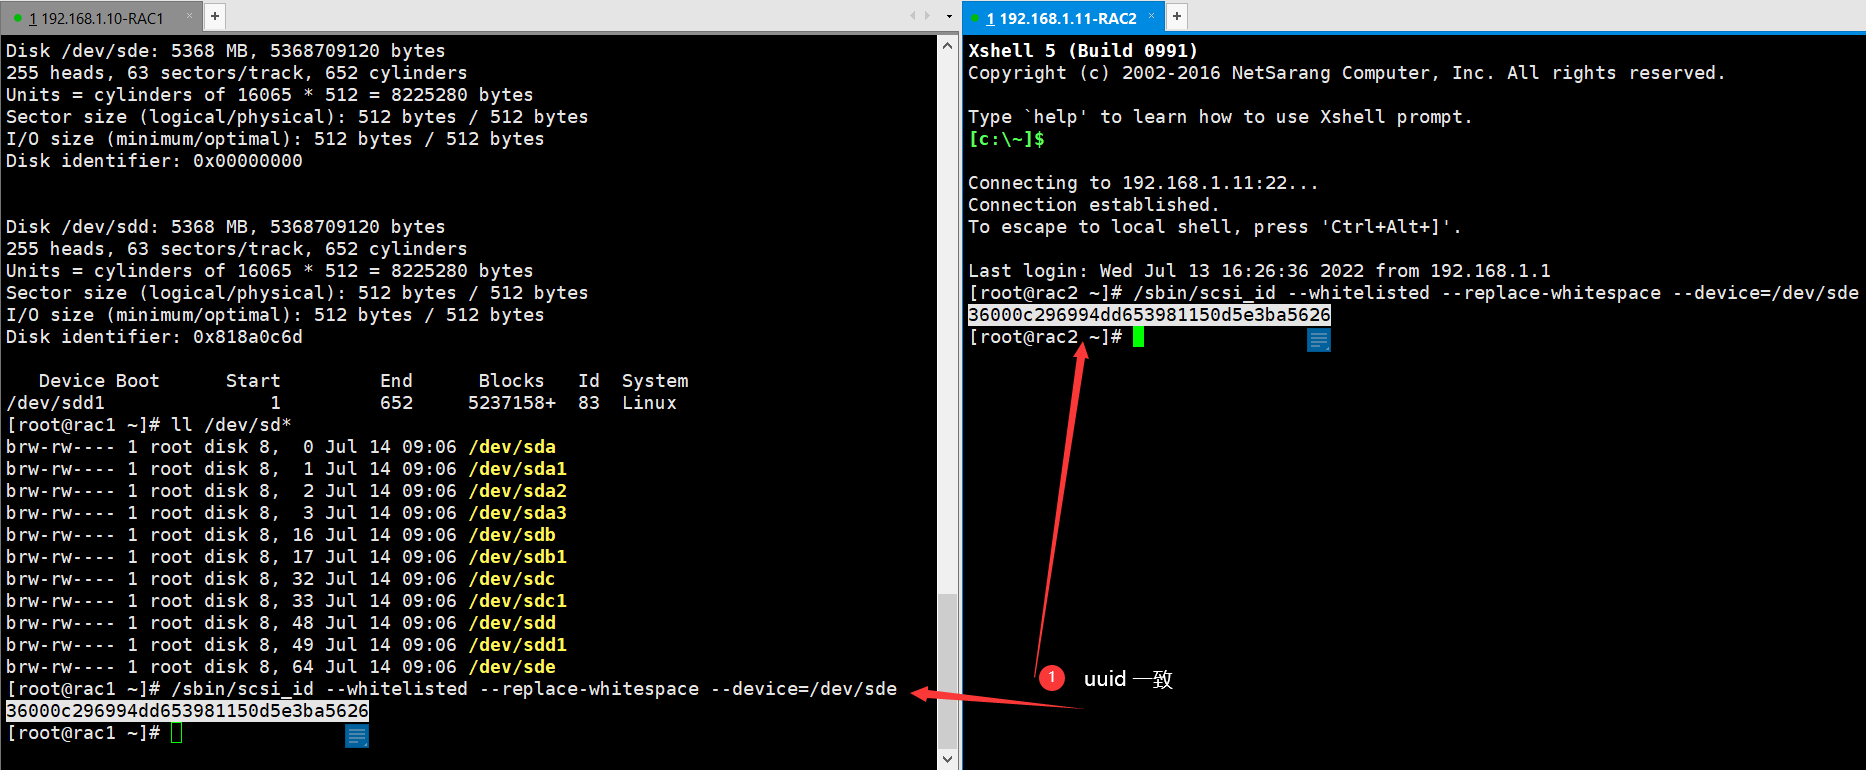 1 192.168.1.10-RAC1 × +
Disk /dev/sde: 5368 MB, 5368709120 bytes
255 heads, 63 sectors/track, 652 cylinders
Units = cylinders of 16065 * 512 = 8225280 bytes
Sector size (logical/physical): 512 bytes / 512 bytes
I/O size (minimum/optimal): 512 bytes / 512 bytes
Disk identifier: 0x00000000
Disk /dev/sdd: 5368 MB, 5368709120 bytes
255 heads, 63 sectors/track, 652 cylinders
Units = cylinders of 16065 * 512 = 8225280 bytes
Sector size (logical/physical): 512 bytes / 512 bytes
I/O size (minimum/optimal): 512 bytes / 512 bytes
Disk identifier: 0x818a0c6d
Device Boot Start End Blocks Id System
/dev/sdd1 1 652 5237158+ 83 Linux
[root@rac1 ~]# ll /dev/sd*
brw-rw---- 1 root disk 8, 0 Jul 14 09:06 /dev/sda
brw-rw---- 1 root disk 8, 1 Jul 14 09:06 /dev/sda1
brw-rw---- 1 root disk 8, 2 Jul 14 09:06 /dev/sda2
brw-rw---- 1 root disk 8, 3 Jul 14 09:06 /dev/sda3
brw-rw---- 1 root disk 8, 16 Jul 14 09:06 /dev/sdb
brw-rw---- 1 root disk 8, 17 Jul 14 09:06 /dev/sdb1
brw-rw---- 1 root disk 8, 32 Jul 14 09:06 /dev/sdc
brw-rw---- 1 root disk 8, 33 Jul 14 09:06 /dev/sdc1
brw-rw---- 1 root disk 8, 48 Jul 14 09:06 /dev/sdd
brw-rw---- 1 root disk 8, 49 Jul 14 09:06 /dev/sdd1
brw-rw---- 1 root disk 8, 64 Jul 14 09:06 /dev/sde
[root@rac1 ~]# /sbin/scsi_id --whitelisted --replace-whitespace --device=/dev/sde
36000c296994dd653981150d5e3ba5626
[root@rac1 ~]#
1 192.168.1.11-RAC2 × +
Xshell 5 (Build 0991)
Copyright (c) 2002-2016 NetSarang Computer, Inc. All rights reserved.
Type `help' to learn how to use Xshell prompt.
[c:\~]$
Connecting to 192.168.1.11:22...
Connection established.
To escape to local shell, press 'Ctrl+Alt+]'.
Last login: Wed Jul 13 16:26:36 2022 from 192.168.1.1
[root@rac2 ~]# /sbin/scsi_id --whitelisted --replace-whitespace --device=/dev/sde
36000c296994dd653981150d5e3ba5626
[root@rac2 ~]#
1 uuid 一致